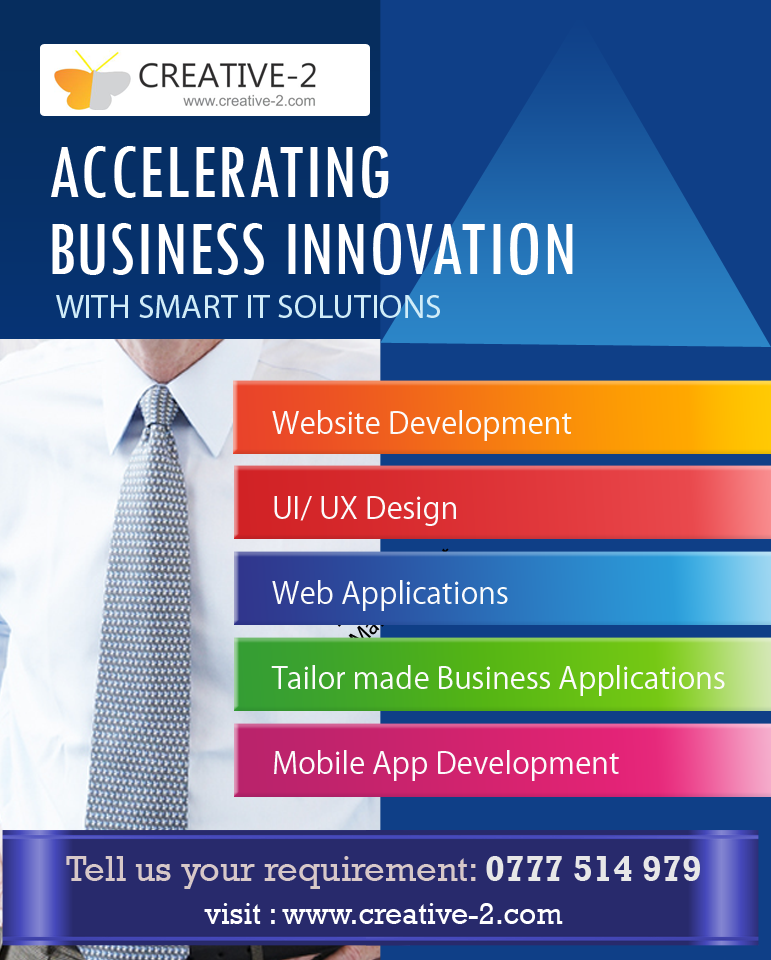 CREATIVE-2
www.creative-2.com
ACCELERATING
BUSINESS INNOVATION
WITH SMART IT SOLUTIONS
Website Development
UI/ UX Design
Web Applications
Tailor made Business Applications
Mobile App Development
Tell us your requirement: 0777 514 979
visit : www.creative-2.com